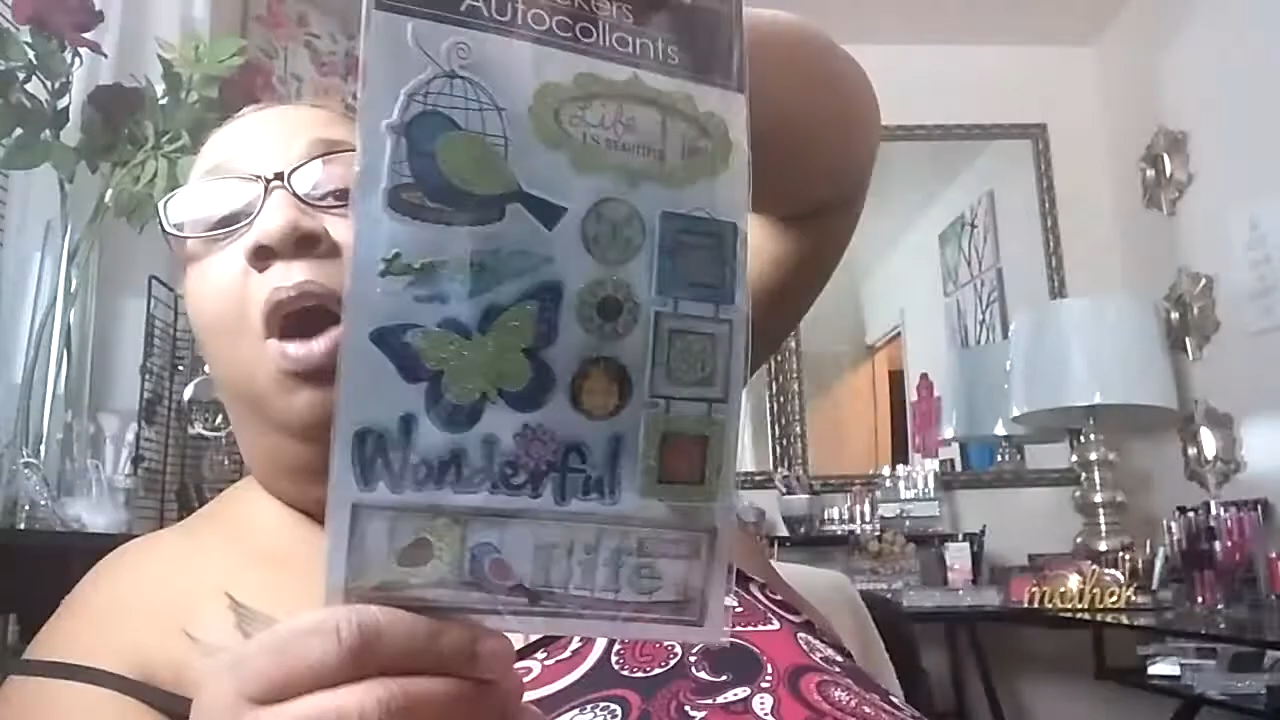 Autocollants
Life
IS BEAUTIFUL
Wonderful
Life
mother